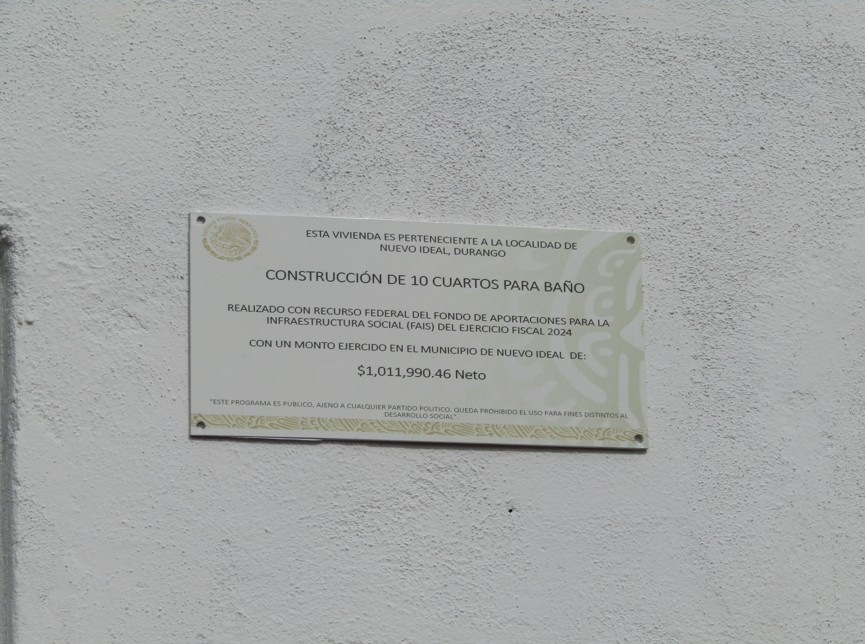 ESTA VIVIENDA ES PERTENECIENTE A LA LOCALIDAD DE
NUEVO IDEAL, DURANGO
CONSTRUCCIÓN DE 10 CUARTOS PARA BAÑO
REALIZADO CON RECURSO FEDERAL DEL FONDO DE APORTACIONES PARA LA
INFRAESTRUCTURA SOCIAL (FAIS) DEL EJERCICIO FISCAL 2024
CON UN MONTO EJERCIDO EN EL MUNICIPIO DE NUEVO IDEAL DE:
$1,011,990.46 Neto
"ESTE PROGRAMA ES PUBLICO, AJENO A CUALQUIER PARTIDO POLITICO. QUEDA PROHIBIDO EL USO PARA FINES DISTINTOS AL
DESARROLLO SOCIAL"